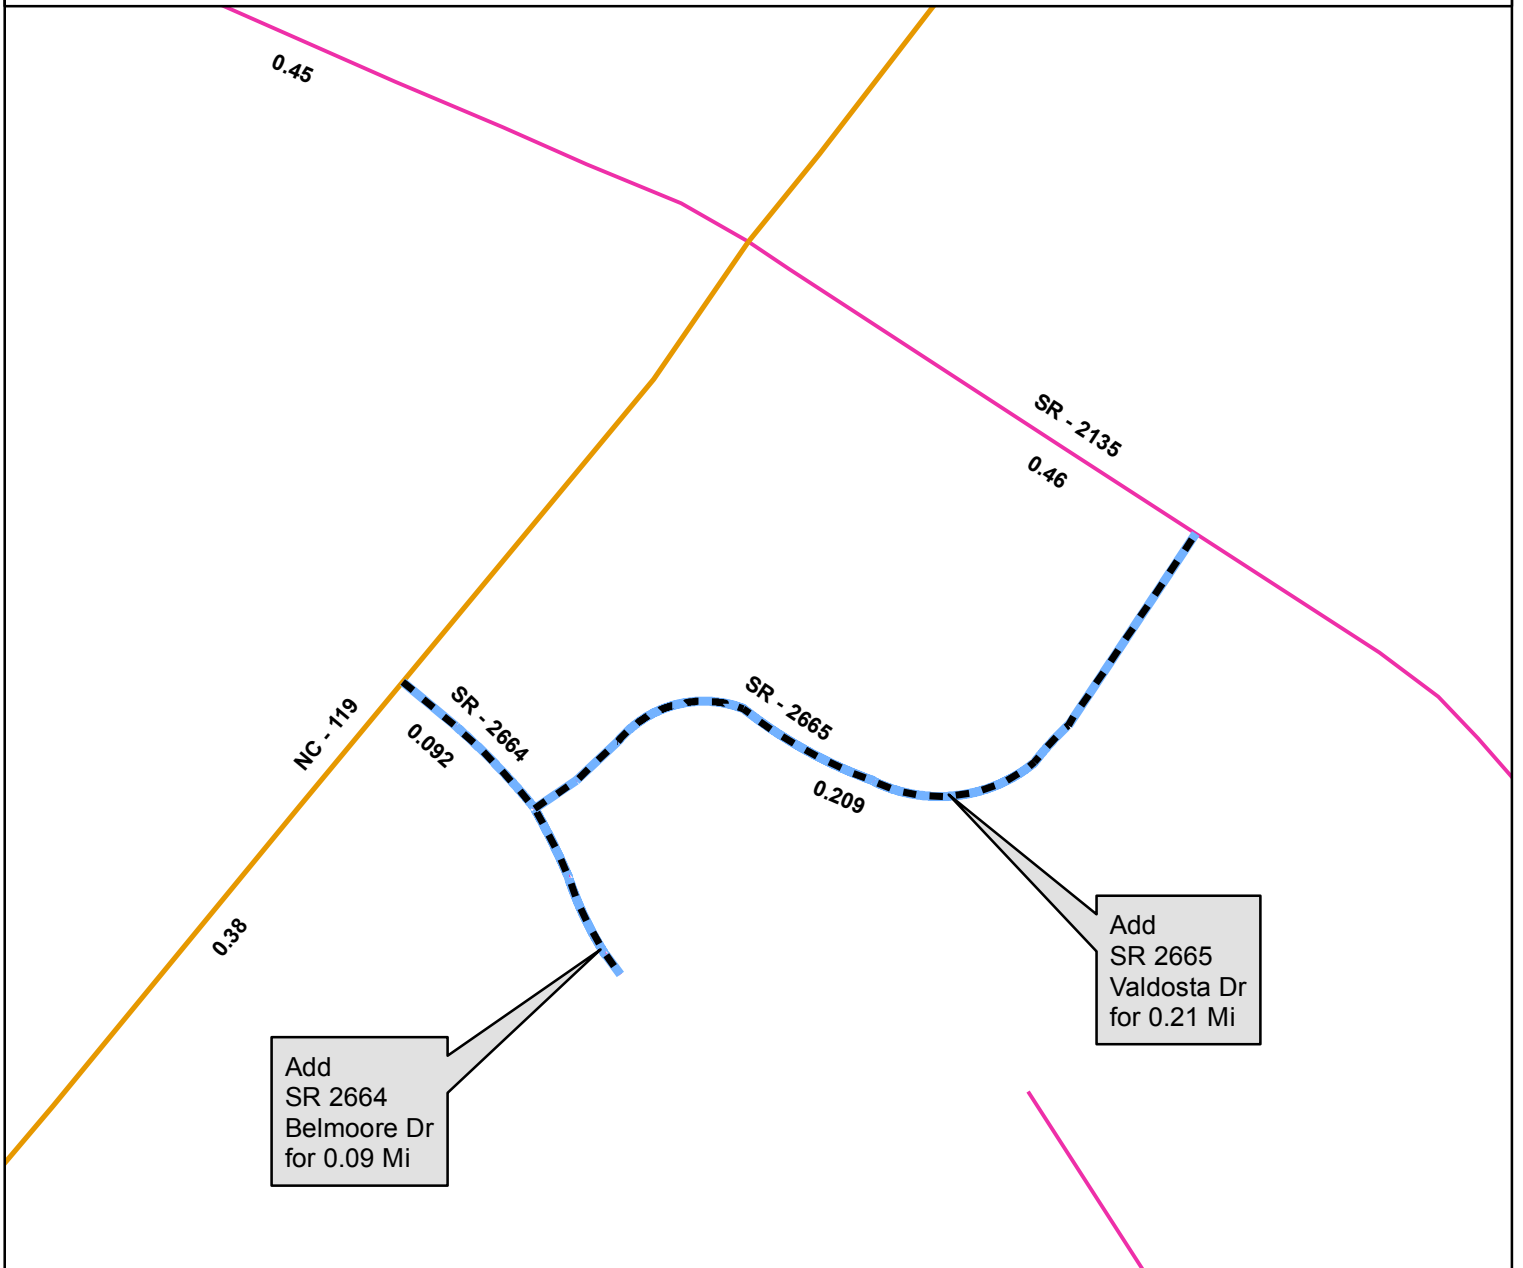 0.45
SR - 2135
0.46
NC - 119
SR - 2664
0.092
SR - 2665
0.209
0.38
Add
SR 2665
Valdosta Dr
for 0.21 Mi
Add
SR 2664
Belmoore Dr
for 0.09 Mi